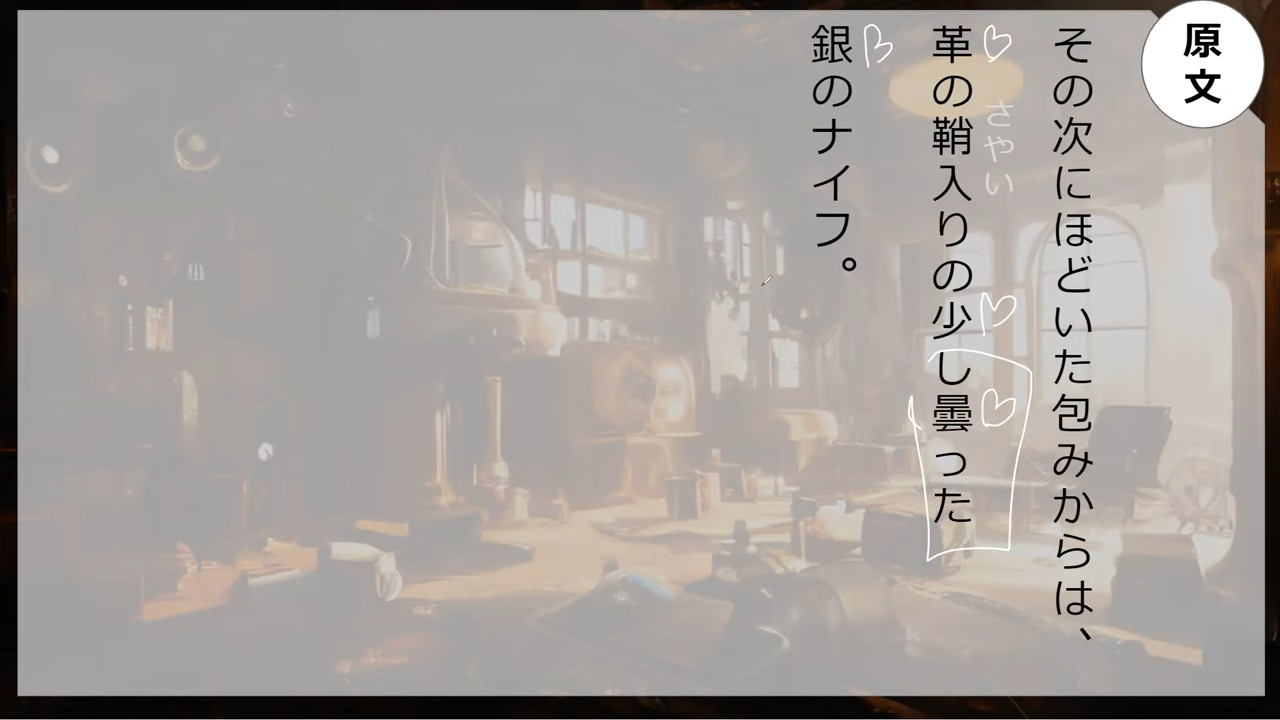 原文
その次にほどいた包みからは、
さやい
革の鞘入りの少し曇った
銀のナイフ。